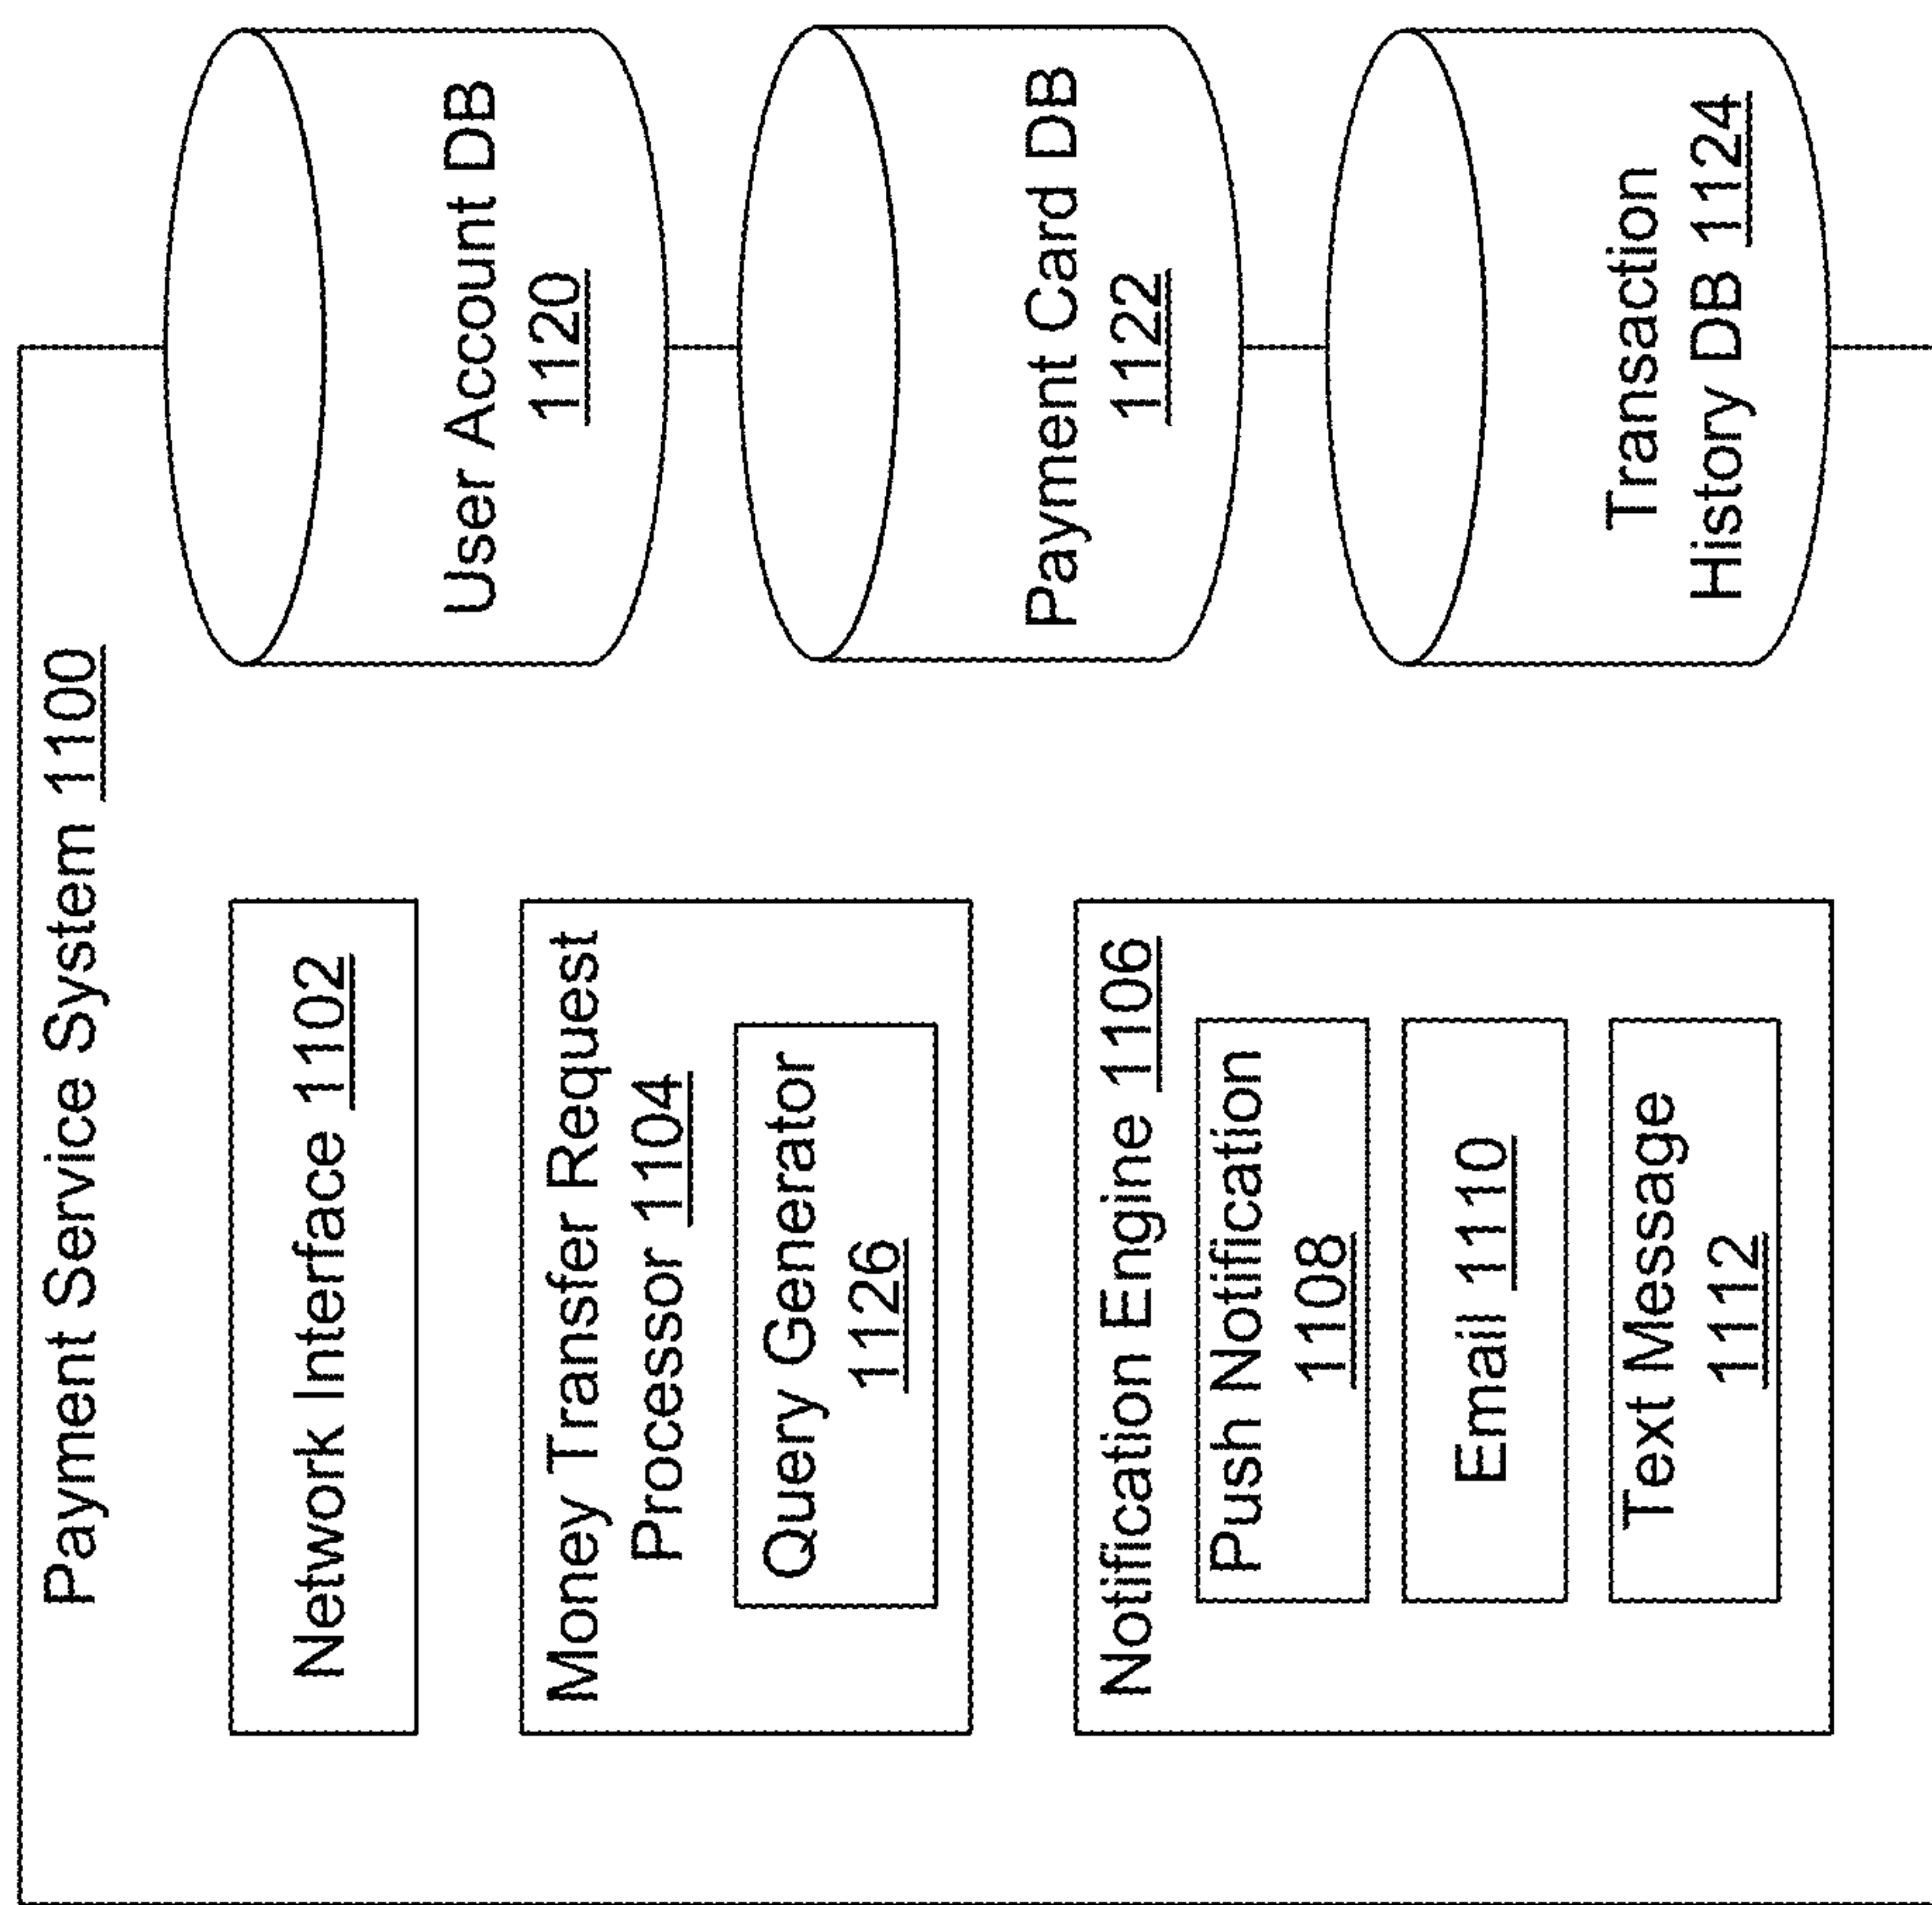 Payment Service System 1100
Network Interface 1102
Money Transfer Request
Processor 1104
Query Generator
1126
Notification Engine 1106
Push Notification
1108
Email 1110
Text Message
1112
User Account DB
1120
Payment Card DB
1122
Transaction
History DB 1124